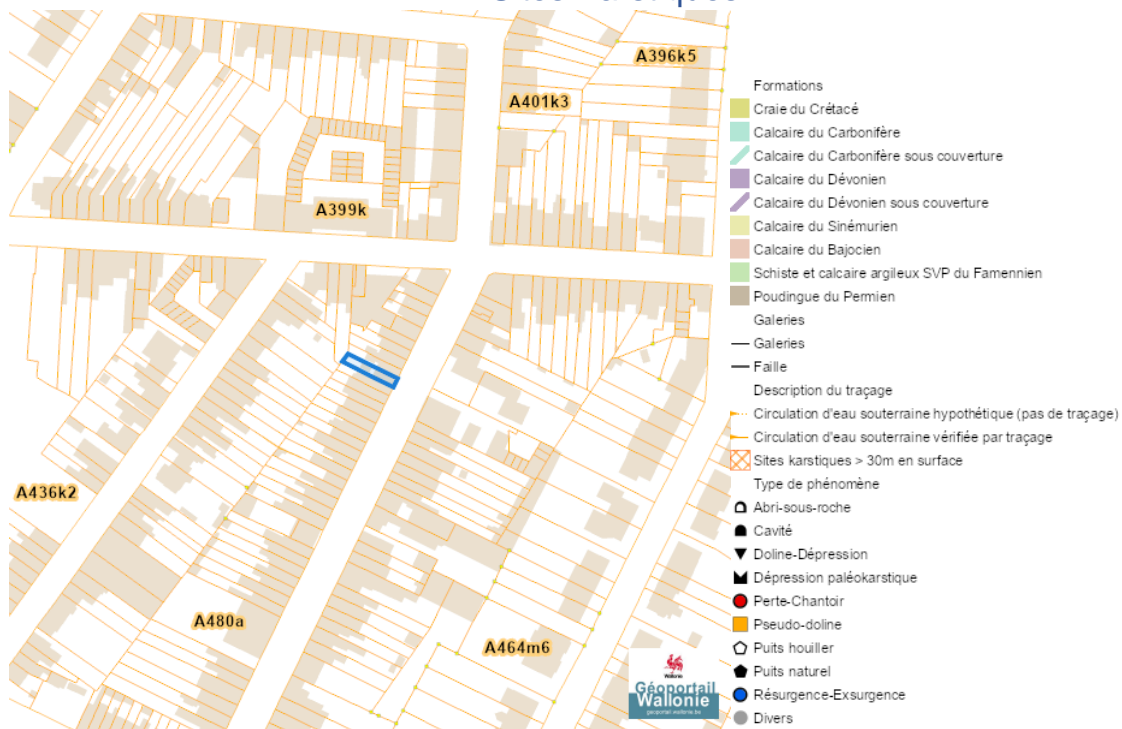 A396k5
A401k3
A399k
A436k2
A480a
A464m6
Formations
Craie du Crétacé
Calcaire du Carbonifère
Calcaire du Carbonifère sous couverture
Calcaire du Dévonien
Calcaire du Dévonien sous couverture
Calcaire du Sinémurien
Calcaire du Bajocien
Schiste et calcaire argileux SVP du Famennien
Poudingue du Permien
Galeries
Galeries
Faille
Description du traçage
Circulation d'eau souterraine hypothétique (pas de traçage)
Circulation d'eau souterraine vérifiée par traçage
Sites karstiques > 30m en surface
Type de phénomène
Abri-sous-roche
Cavité
Doline-Dépression
Dépression paléokarstique
Perte-Chantoir
Pseudo-doline
Puits houiller
Puits naturel
Résurgence-Exsurgence
Divers
Wallonie
Géoportail
Wallonie
geoportail.wallonie.be